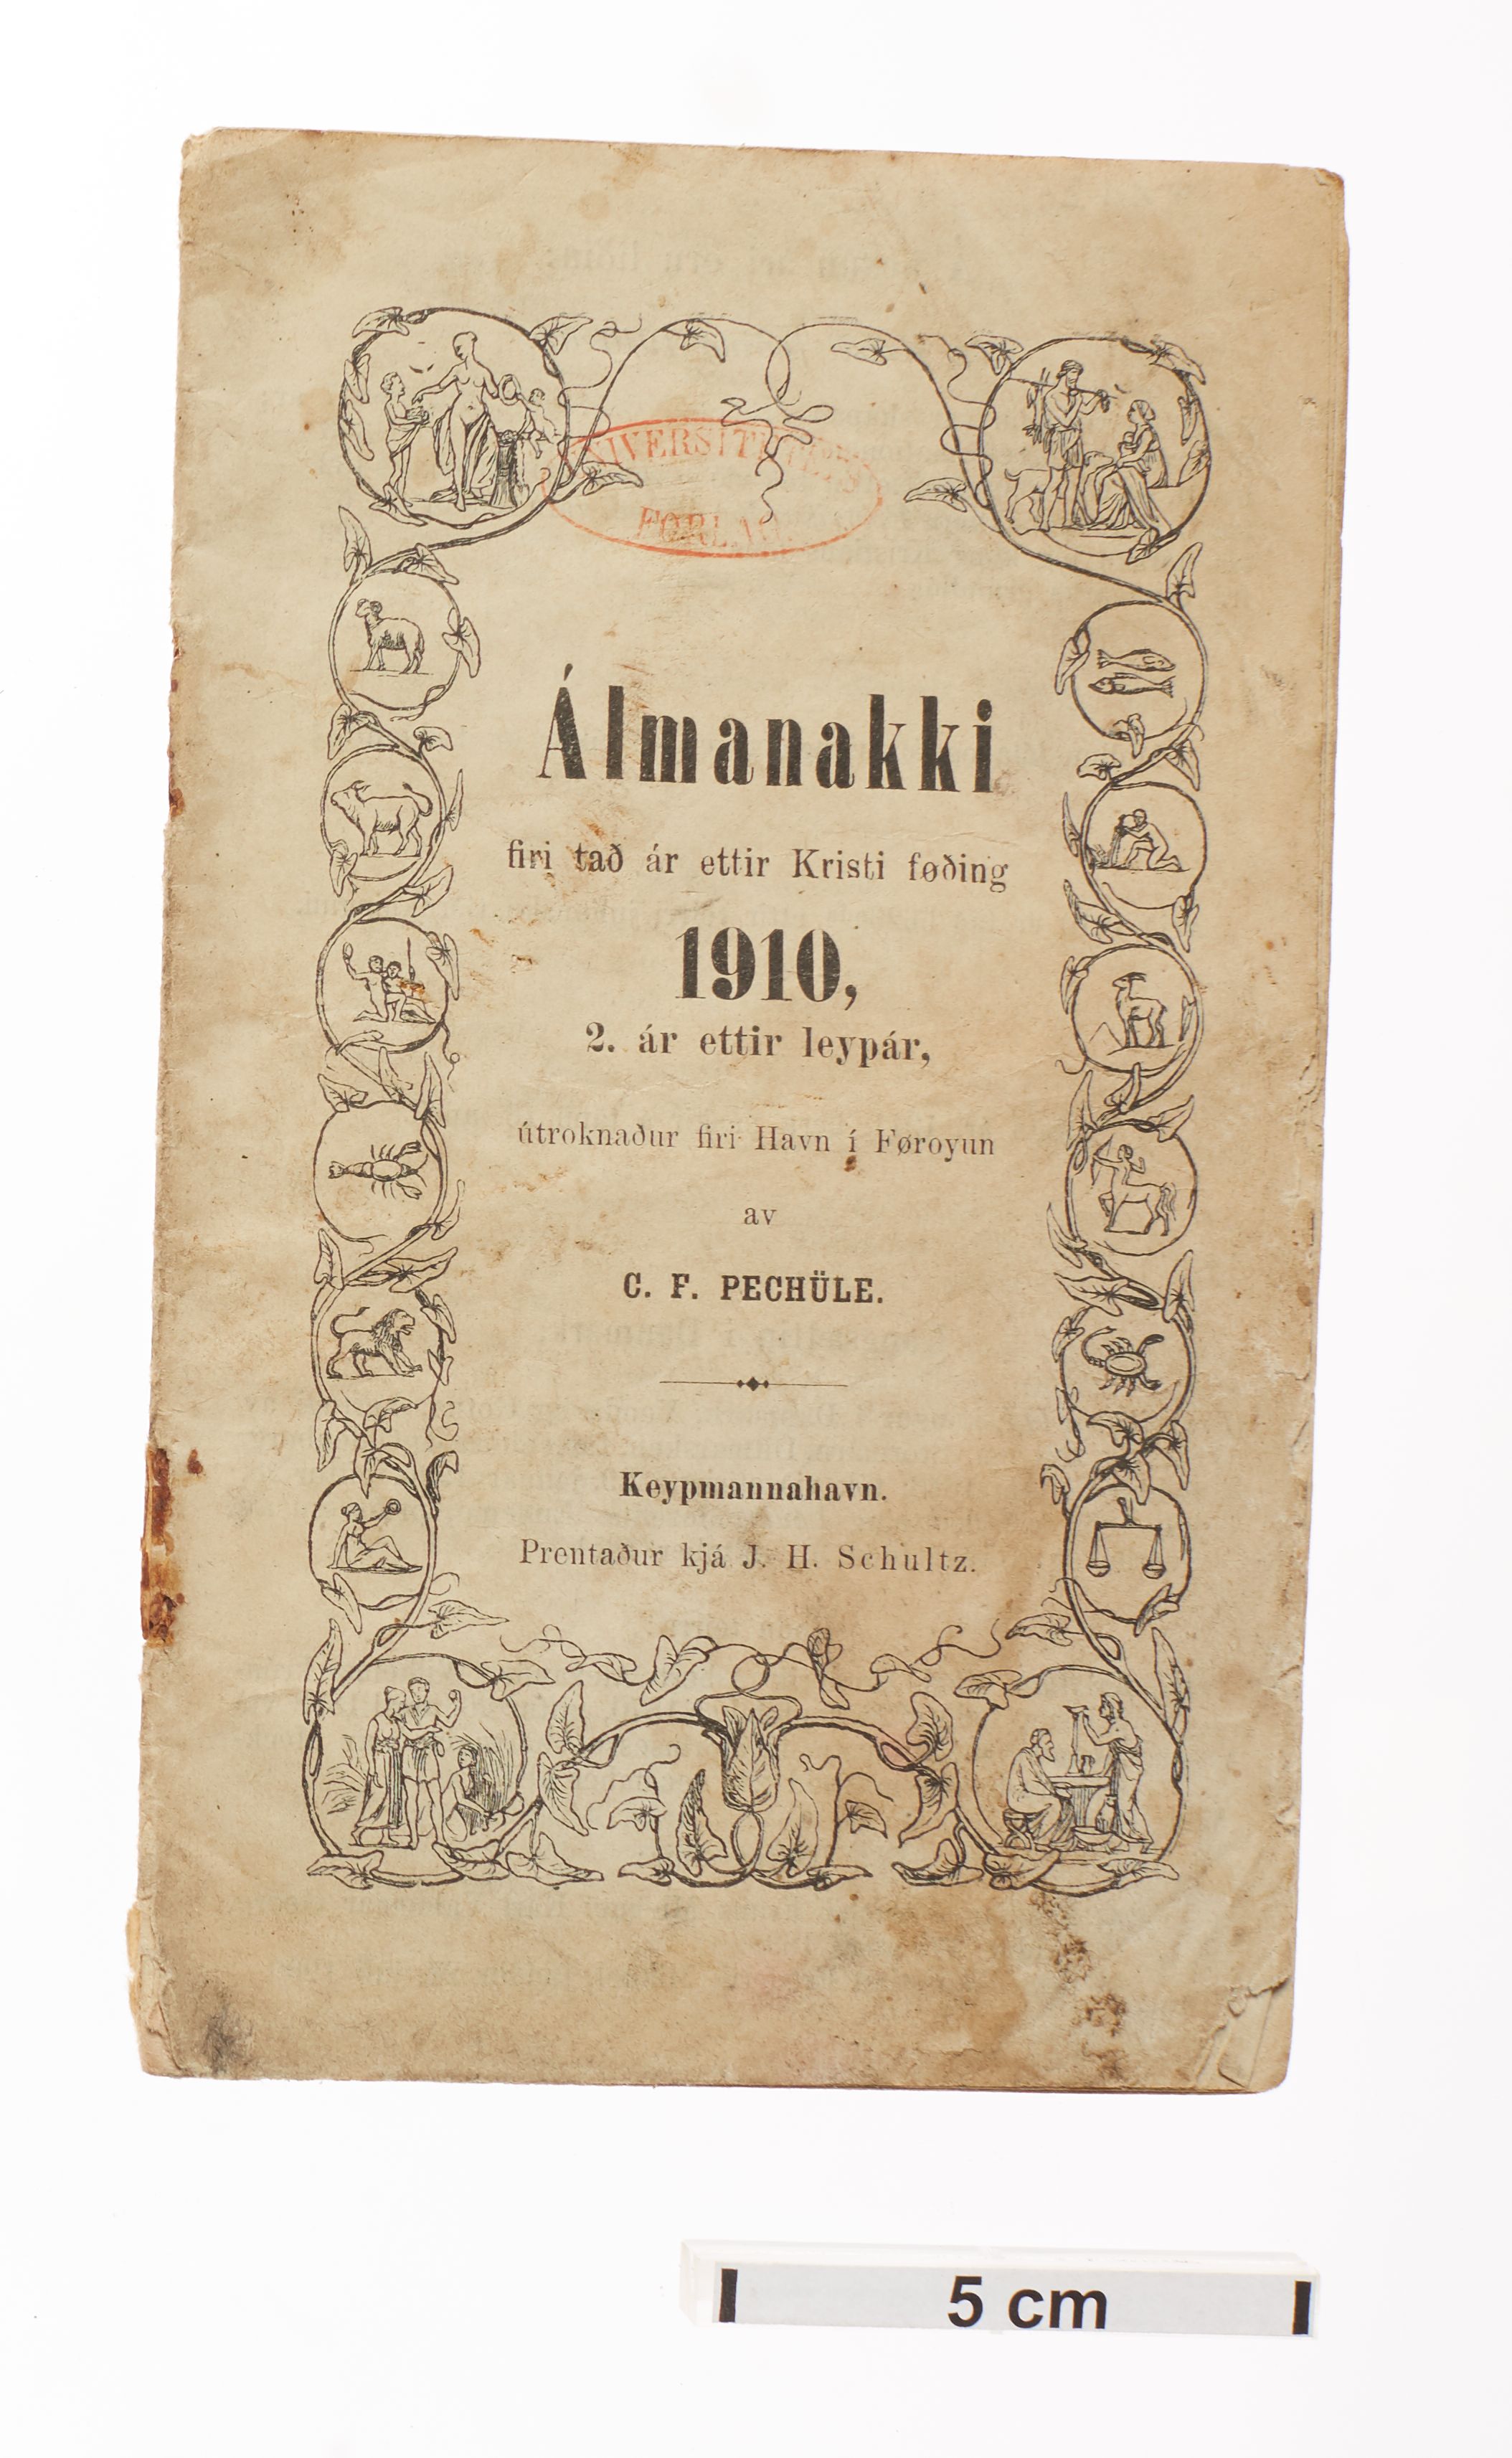 UNIVERSITETETS
FORLAG
Álmanakki
firi tað ár ettir Kristi føðing
1910,
2. ár ettir leypár,
útroknaður firi Havn í Føroyun
av
C. F. PECHÜLE.
Keypmannahavn.
Prentaður kjá J. H. Schultz.
5 cm